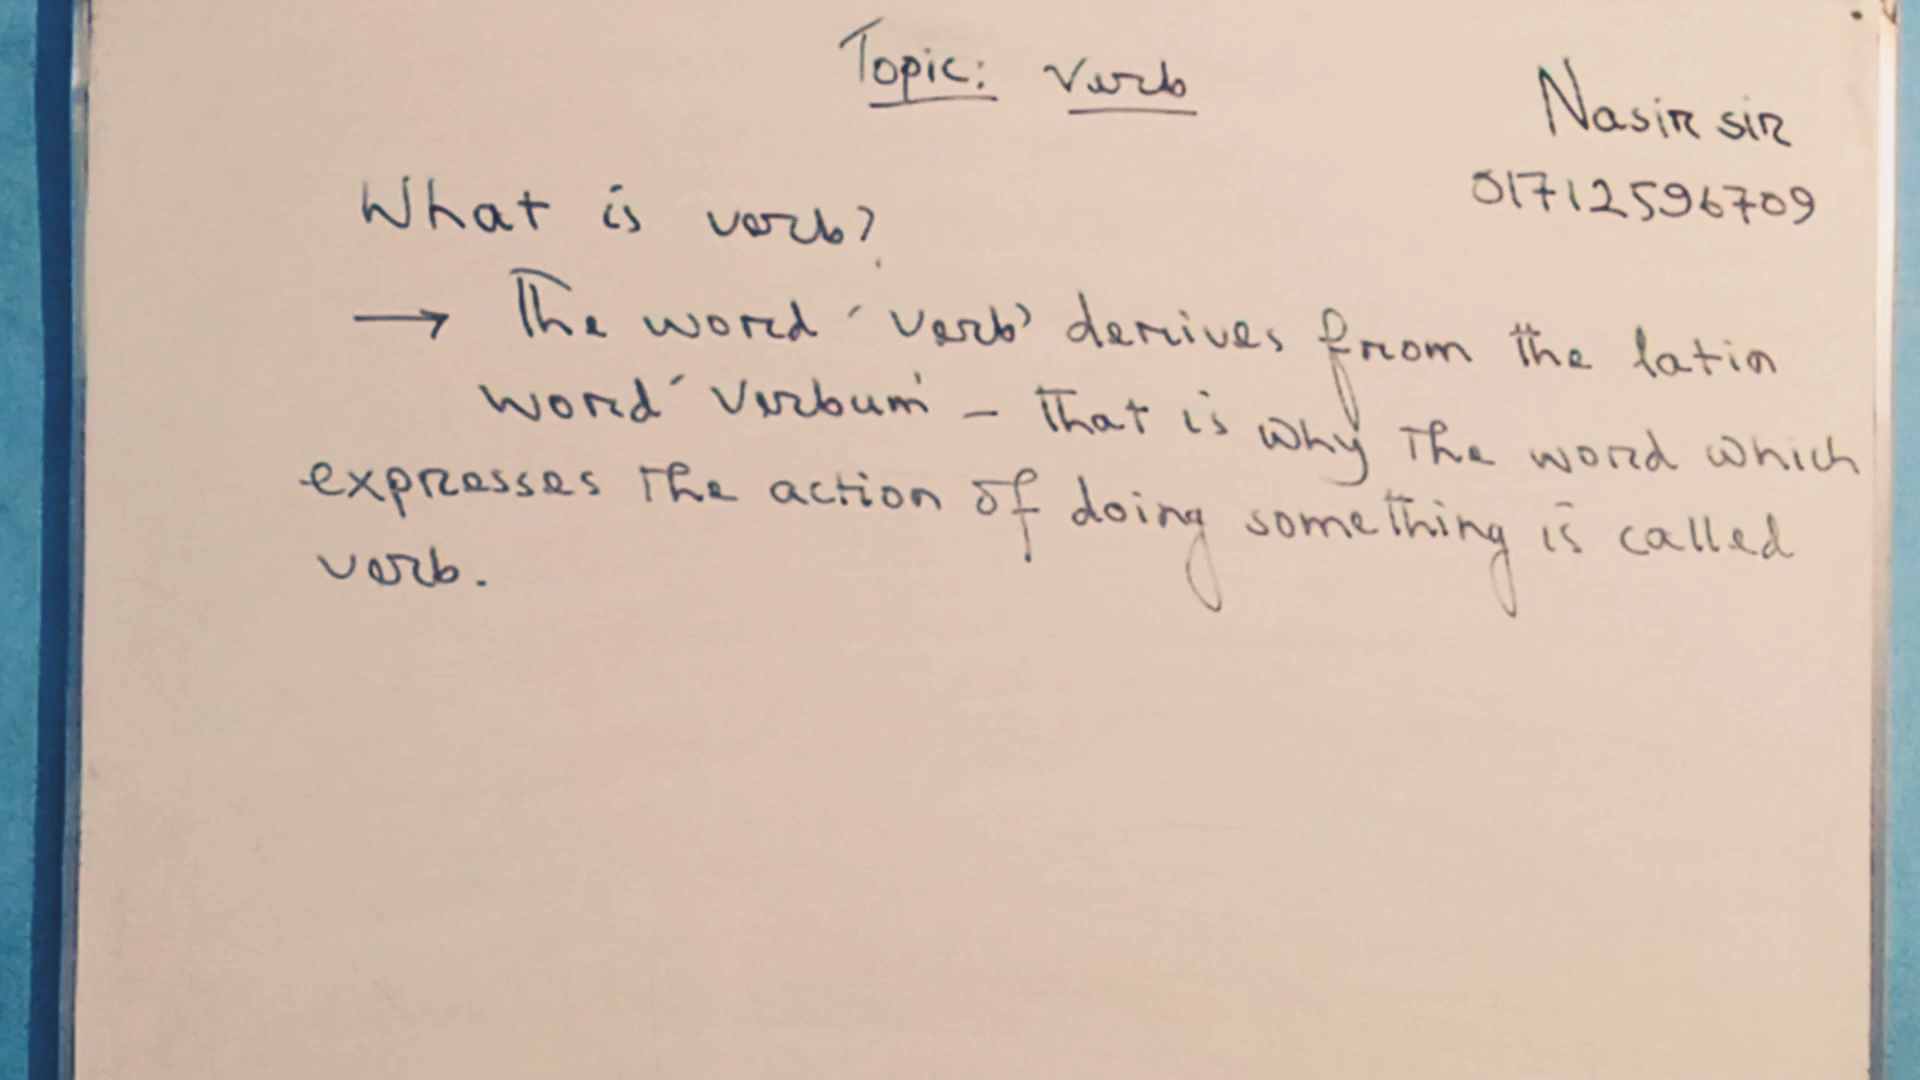 Topic: Verb
Nasir sir
01712596709
What is verb?
→ The word 'verb' derives from the latin
word 'verbum' - that is why the word which
expresses the action of doing something is called
verb.